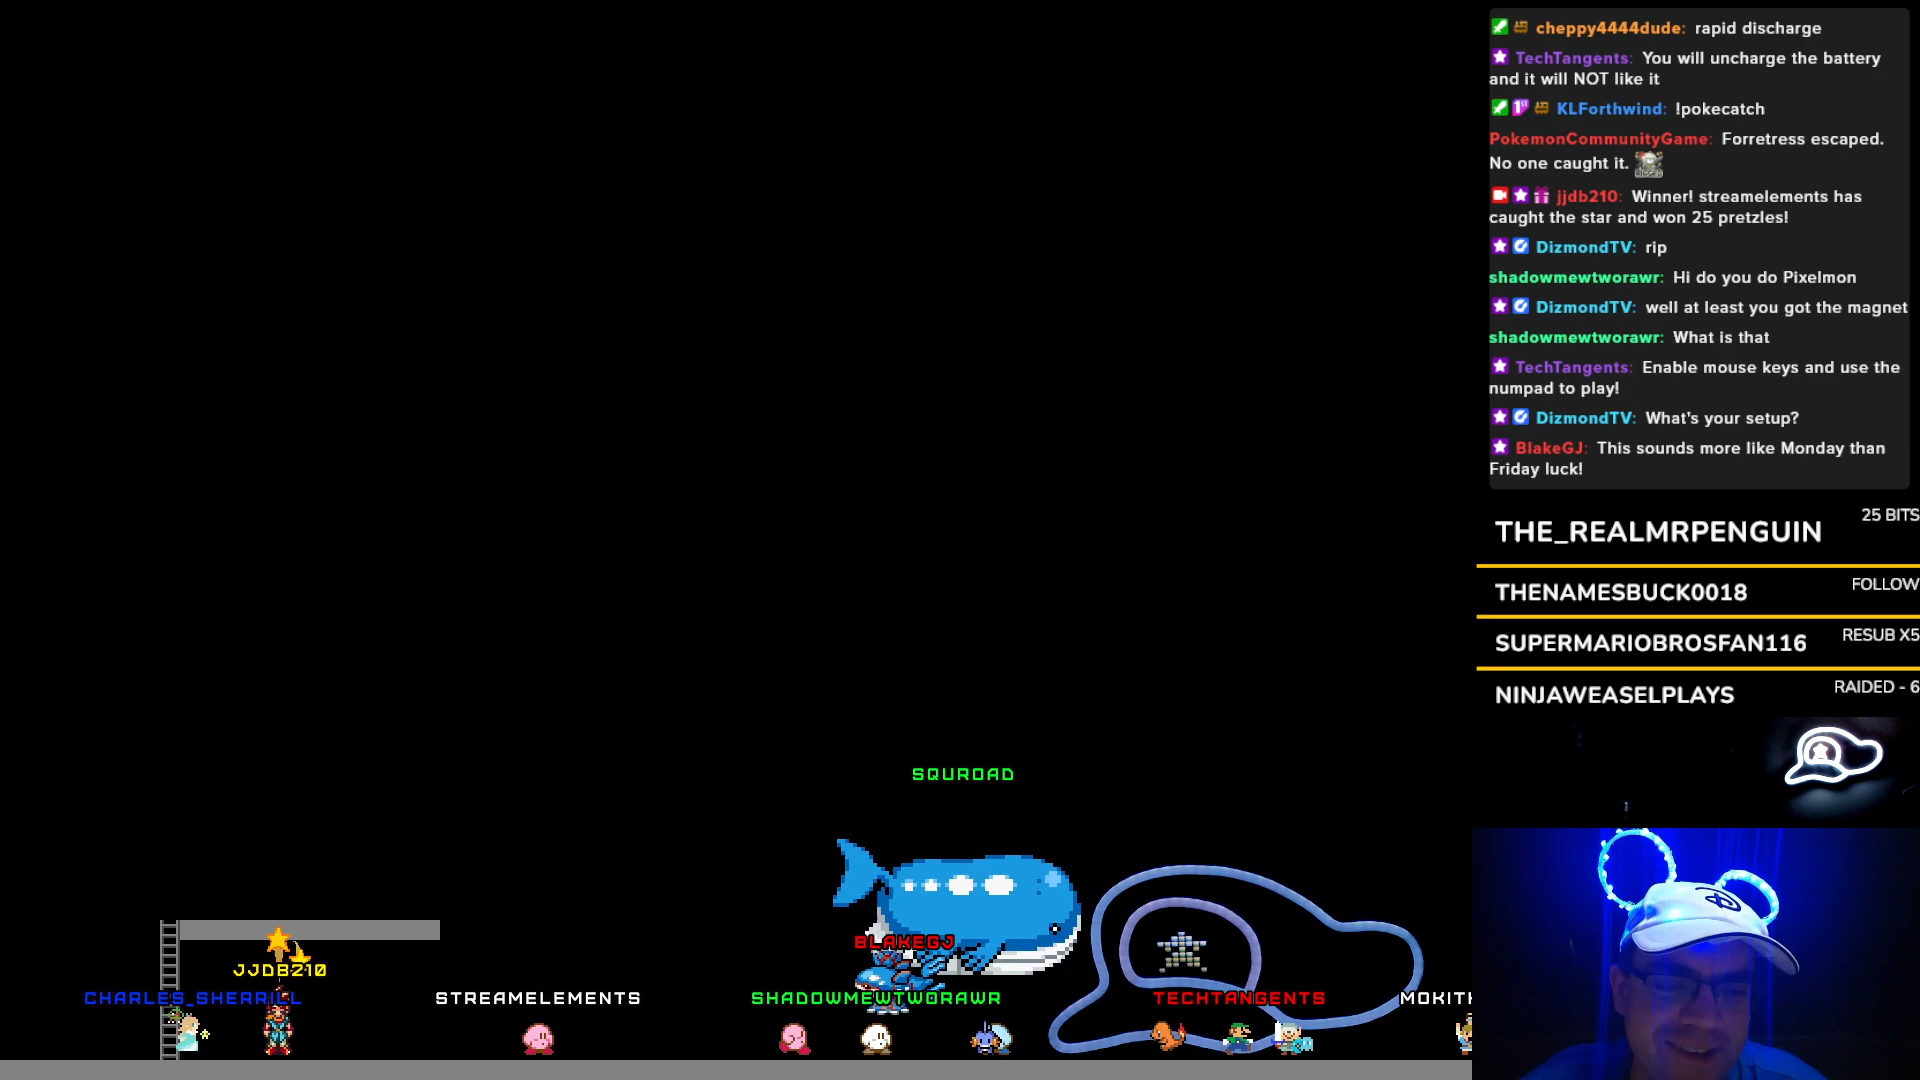 cheppy4444dude: rapid discharge
TechTangents: You will uncharge the battery
and it will NOT like it
KLForthwind: !pokecatch
PokemonCommunityGame: Forretress escaped.
No one caught it.
jjdb210: Winner! streamelements has
caught the star and won 25 pretzles!
DizmondTV: rip
shadowmewtworawr: Hi do you do Pixelmon
DizmondTV: well at least you got the magnet
shadowmewtworawr: What is that
TechTangents: Enable mouse keys and use the
numpad to play!
DizmondTV: What's your setup?
BlakeGJ: This sounds more like Monday than
Friday luck!
THE_REALMRPENGUIN 25 BITS
THENAMESBUCK0018 FOLLOW
SUPERMARIOBROSFAN116 RESUB X5
NINJAWEASELPLAYS RAIDED - 6
SQUROAD
BLAKEGJ
JJDB210
CHARLES_SHERRILL STREAMELEMENTS SHADOWMEWTWORAWR TECHTANGENTS